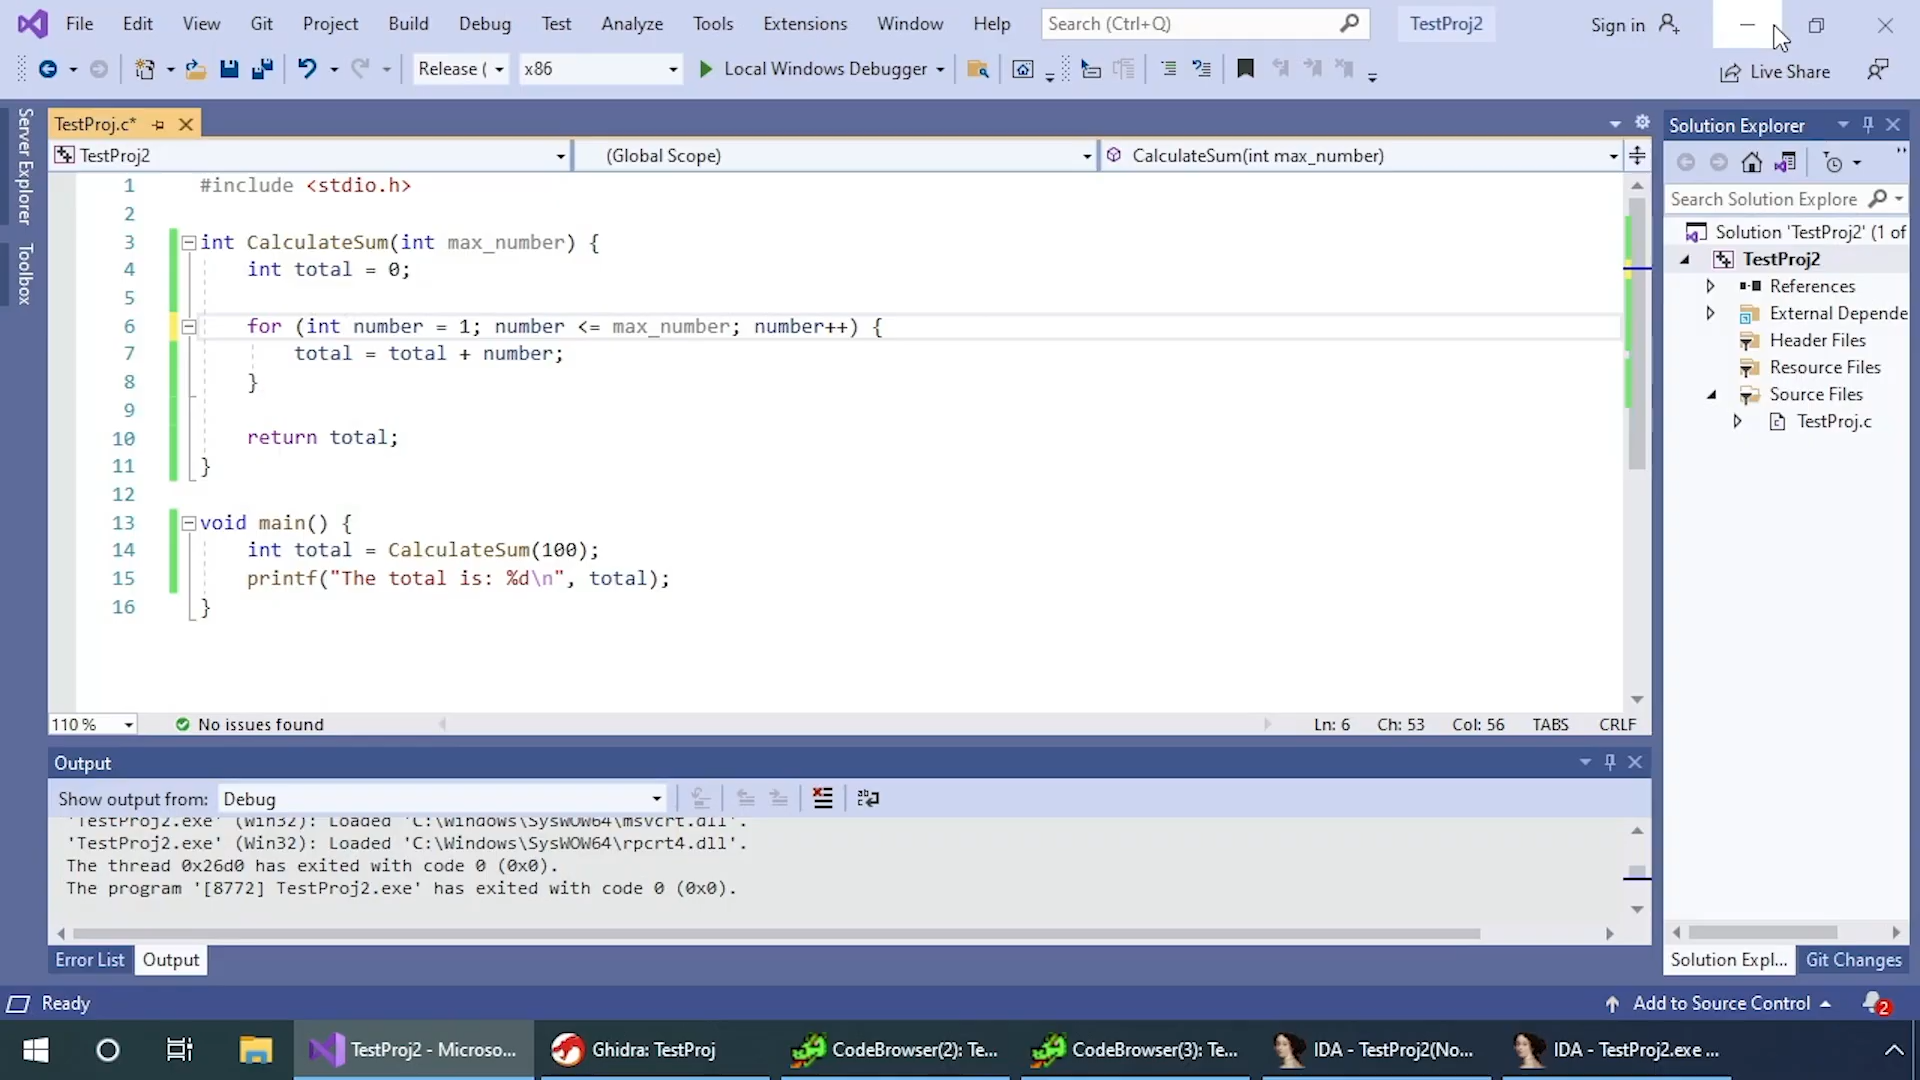 File Edit View Git Project Build Debug Test Analyze Tools Extensions Window Help Search (Ctrl+Q) TestProj2 Sign in
Release ( x86 Local Windows Debugger Live Share
Server Explorer
Toolbox
TestProj.c*
TestProj2 (Global Scope) CalculateSum(int max_number)
1 #include <stdio.h>
2
3 int CalculateSum(int max_number) {
4 int total = 0;
5
6 for (int number = 1; number <= max_number; number++) {
7 total = total + number;
8 }
9
10 return total;
11 }
12
13 void main() {
14 int total = CalculateSum(100);
15 printf("The total is: %d\n", total);
16 }
110 % No issues found Ln: 6 Ch: 53 Col: 56 TABS CRLF
Output
Show output from: Debug
'TestProj2.exe' (Win32): Loaded 'C:\Windows\SysWOW64\msvcrt.dll'.
'TestProj2.exe' (Win32): Loaded 'C:\Windows\SysWOW64\rpcrt4.dll'.
The thread 0x26d0 has exited with code 0 (0x0).
The program '[8772] TestProj2.exe' has exited with code 0 (0x0).
Error List Output
Solution Explorer
Search Solution Explore
Solution 'TestProj2' (1 of
TestProj2
References
External Depende
Header Files
Resource Files
Source Files
TestProj.c
Solution Expl... Git Changes
Ready Add to Source Control 2
TestProj2 - Microso... Ghidra: TestProj CodeBrowser(2): Te... CodeBrowser(3): Te... IDA - TestProj2(No... IDA - TestProj2.exe ...